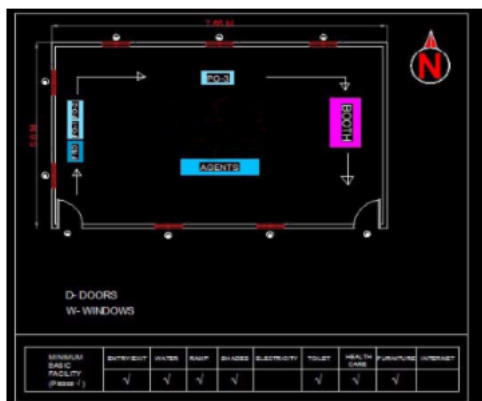 N
PO-3
BOOTH
AGENTS
D- DOORS
W- WINDOWS
MINIMUM BASIC FACILITY (Please √ )
ENTRY/EXIT WATER RAMP SHADES ELECTRICITY TOILET HEALTH CARE FURNITURE INTERNET
√ √ √ √ √ √ √